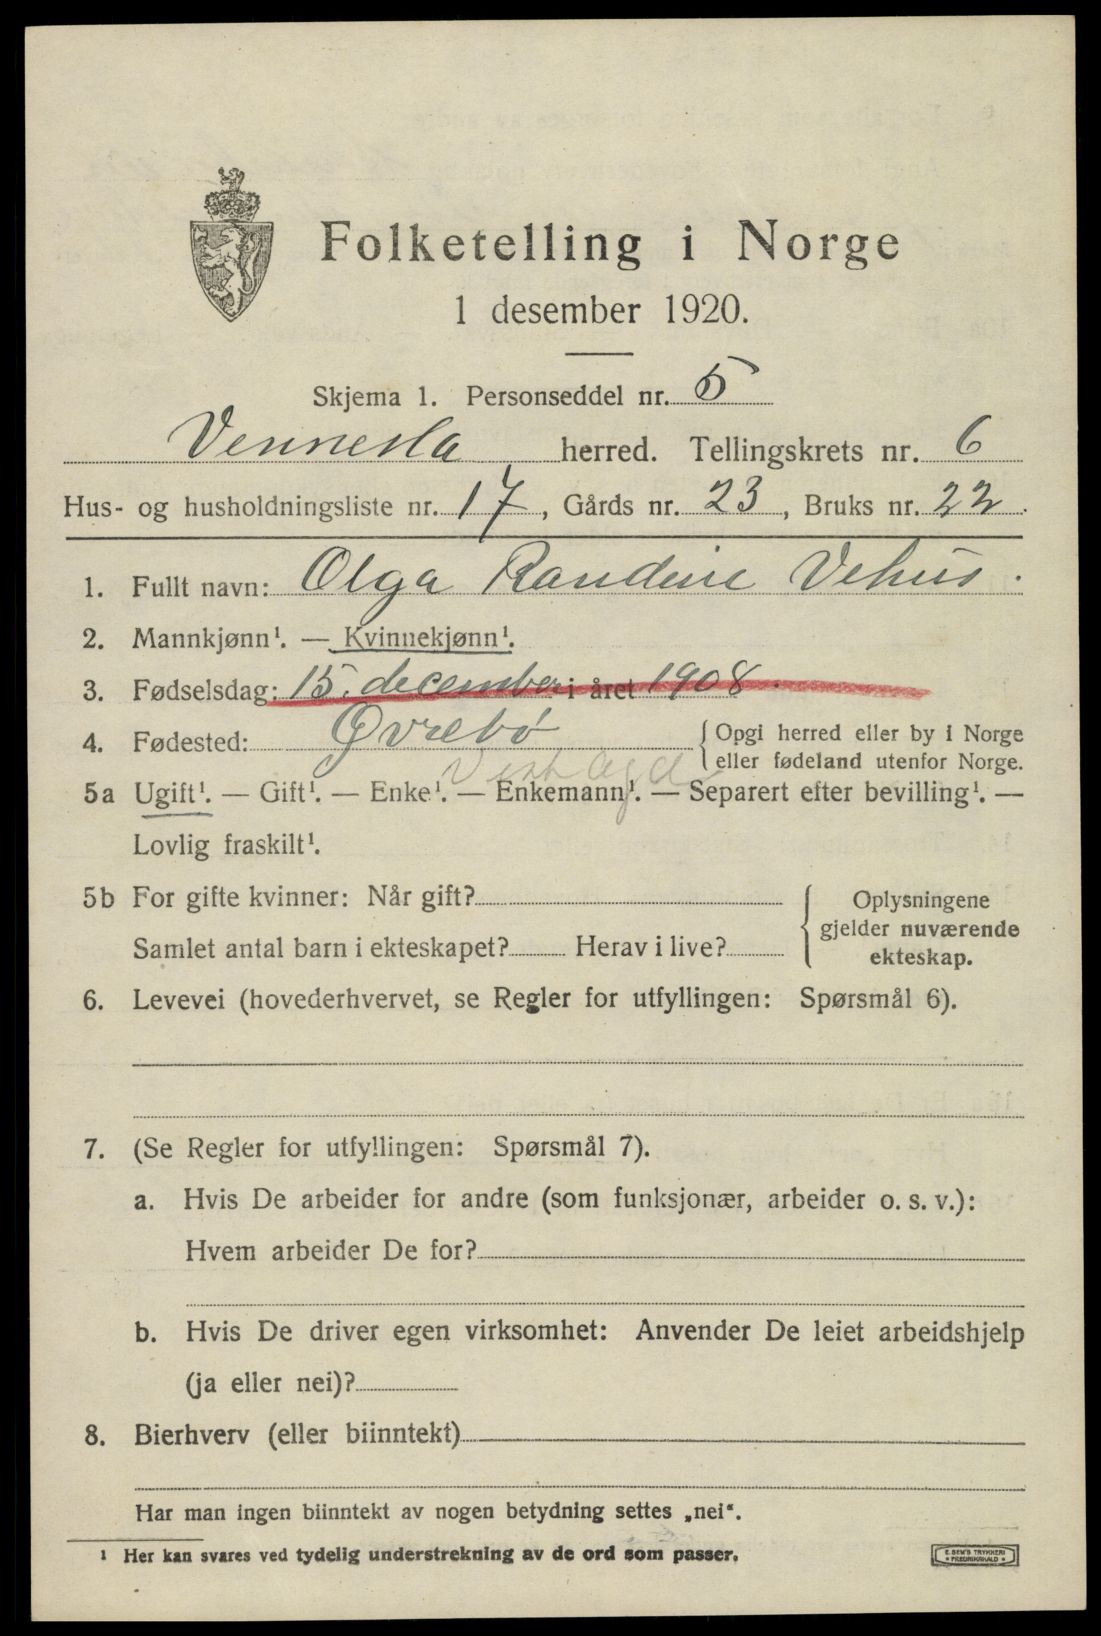 Folketelling i Norge
1 desember 1920.
Skjema 1. Personseddel nr. 5
Vennesla herred. Tellingskrets nr. 6
Hus- og husholdningsliste nr. 17, Gårds nr. 23, Bruks nr. 22.
1. Fullt navn: Olga Randine Vehus.
2. Mannkjønn¹. — Kvinnekjønn¹.
3. Fødselsdag: 15. december i året 1908.
4. Fødested: Øvrebø { Opgi herred eller by i Norge
eller fødeland utenfor Norge.
Vest Agd
5a Ugift¹. — Gift¹. — Enke¹. — Enkemann¹. — Separert efter bevilling¹. —
Lovlig fraskilt¹.
5b For gifte kvinner: Når gift?
Samlet antal barn i ekteskapet? Herav i live?
{ Oplysningene
gjelder nuværende
ekteskap.
6. Levevei (hovederhvervet, se Regler for utfyllingen: Spørsmål 6).
7. (Se Regler for utfyllingen: Spørsmål 7).
a. Hvis De arbeider for andre (som funksjonær, arbeider o. s. v.):
Hvem arbeider De for?
b. Hvis De driver egen virksomhet: Anvender De leiet arbeidshjelp
(ja eller nei)?
8. Bierhverv (eller biinntekt)
Har man ingen biinntekt av nogen betydning settes „nei“.
¹ Her kan svares ved tydelig understrekning av de ord som passer.
E. SEM'S TRYKKERI
FREDRIKSHALD